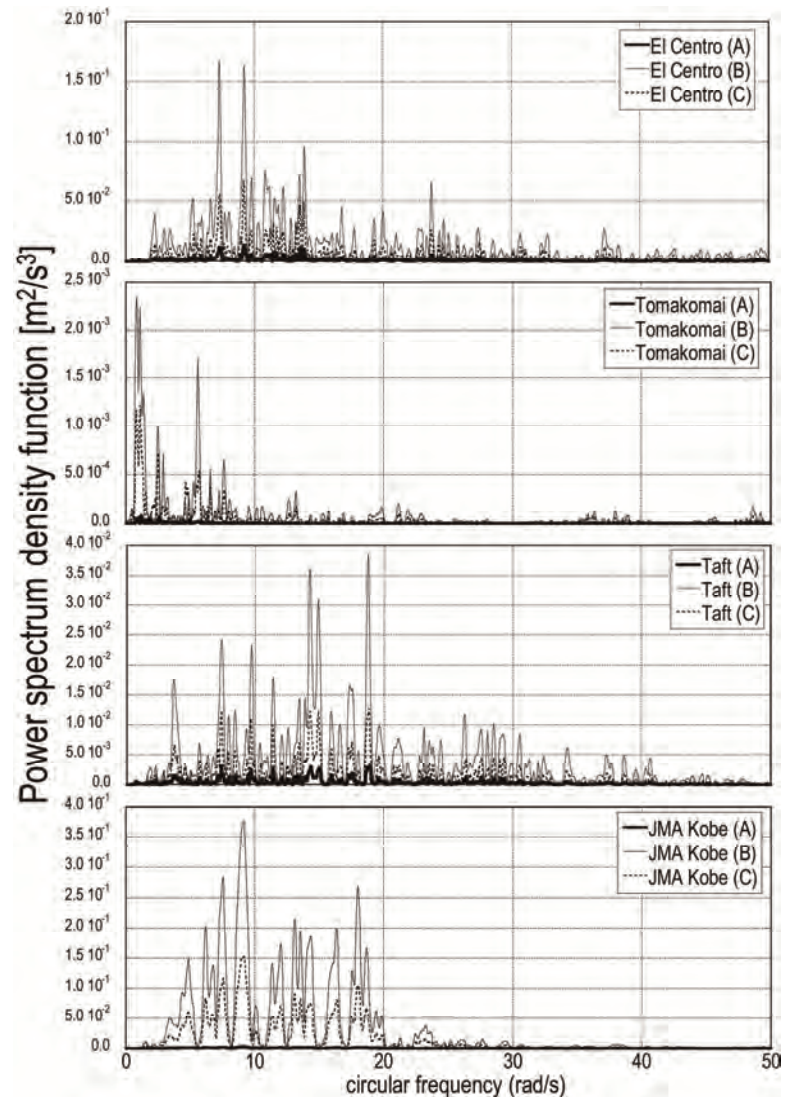 Power spectrum density function [m²/s³]
2.0 10⁻¹
1.5 10⁻¹
1.0 10⁻¹
5.0 10⁻²
0.0
El Centro (A)
El Centro (B)
El Centro (C)
2.5 10⁻³
2.0 10⁻³
1.5 10⁻³
1.0 10⁻³
5.0 10⁻⁴
0.0
Tomakomai (A)
Tomakomai (B)
Tomakomai (C)
4.0 10⁻²
3.5 10⁻²
3.0 10⁻²
2.5 10⁻²
2.0 10⁻²
1.5 10⁻²
1.0 10⁻²
5.0 10⁻³
0.0
Taft (A)
Taft (B)
Taft (C)
4.0 10⁻¹
3.5 10⁻¹
3.0 10⁻¹
2.5 10⁻¹
2.0 10⁻¹
1.5 10⁻¹
1.0 10⁻¹
5.0 10⁻²
0.0
JMA Kobe (A)
JMA Kobe (B)
JMA Kobe (C)
0 10 20 30 40 50
circular frequency (rad/s)